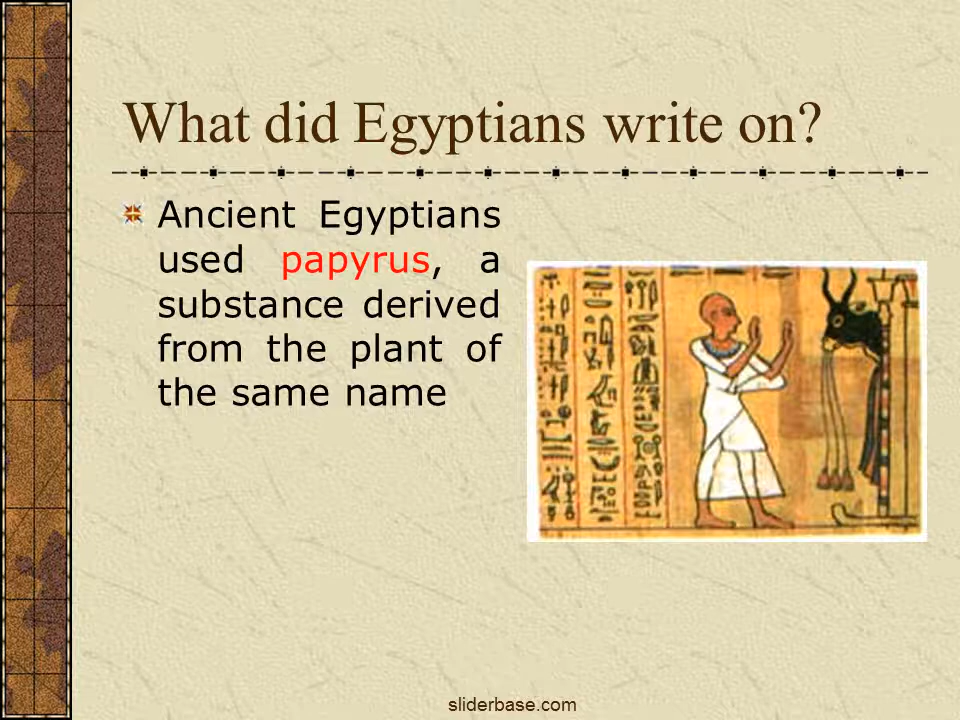 What did Egyptians write on?
Ancient Egyptians
used papyrus, a
substance derived
from the plant of
the same name
sliderbase.com